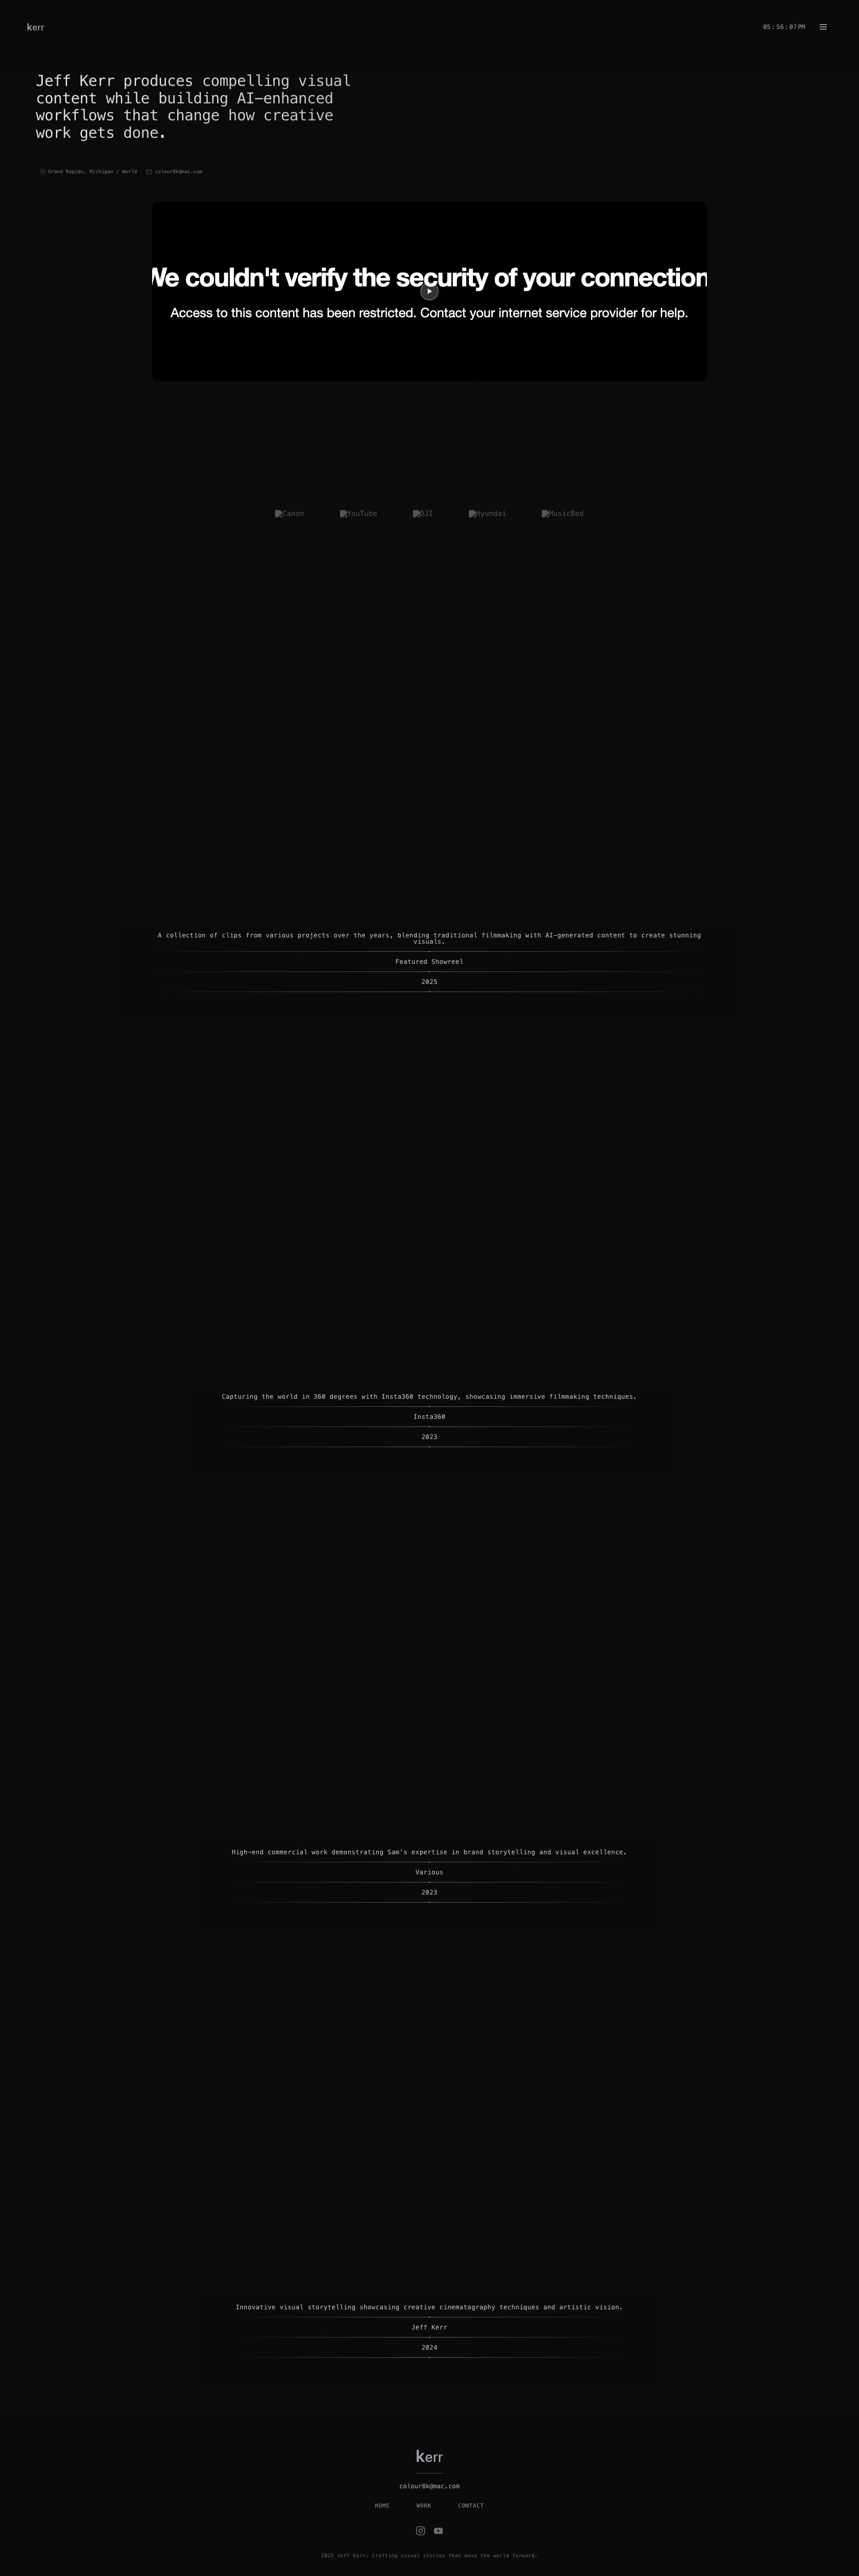 kerr
05:56:07PM
Jeff Kerr produces compelling visual
content while building AI-enhanced
workflows that change how creative
work gets done.
Grand Rapids, Michigan / World
colour8k@mac.com
We couldn't verify the security of your connection
Access to this content has been restricted. Contact your internet service provider for help.
Canon
YouTube
DJI
Hyundai
MusicBed
A collection of clips from various projects over the years, blending traditional filmmaking with AI-generated content to create stunning
visuals.
Featured Showreel
2025
Capturing the world in 360 degrees with Insta360 technology, showcasing immersive filmmaking techniques.
Insta360
2023
High-end commercial work demonstrating Sam's expertise in brand storytelling and visual excellence.
Various
2023
Innovative visual storytelling showcasing creative cinematography techniques and artistic vision.
Jeff Kerr
2024
kerr
colour8k@mac.com
HOME
WORK
CONTACT
2025 Jeff Kerr. Crafting visual stories that move the world forward.